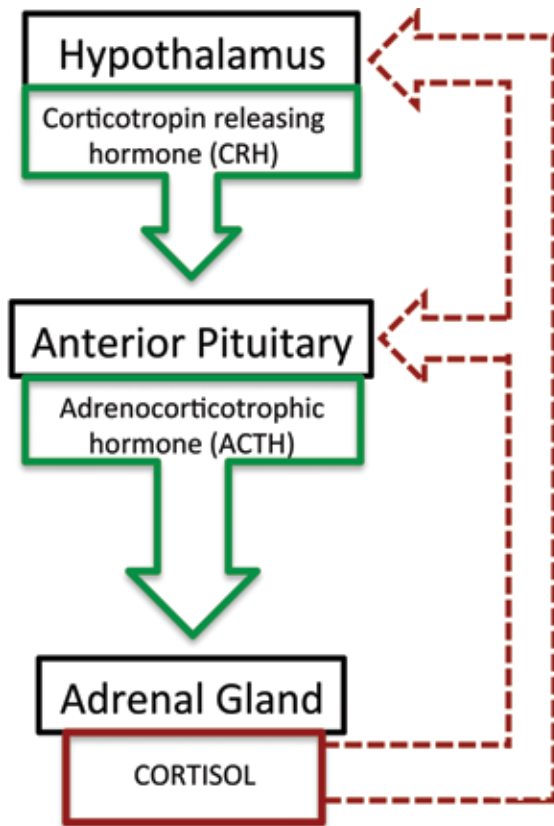 Hypothalamus
Corticotropin releasing
hormone (CRH)
Anterior Pituitary
Adrenocorticotrophic
hormone (ACTH)
Adrenal Gland
CORTISOL